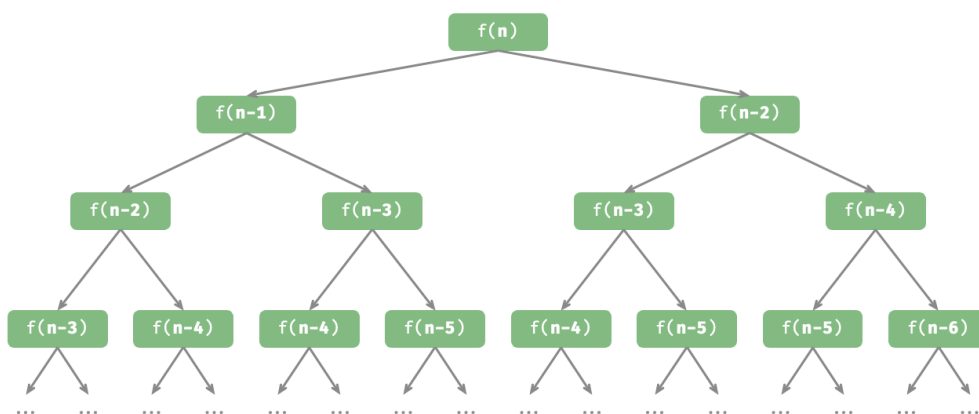 f(n)
f(n-1) f(n-2)
f(n-2) f(n-3) f(n-3) f(n-4)
f(n-3) f(n-4) f(n-4) f(n-5) f(n-4) f(n-5) f(n-5) f(n-6)
... ... ... ... ... ... ... ... ... ... ... ... ... ... ... ...